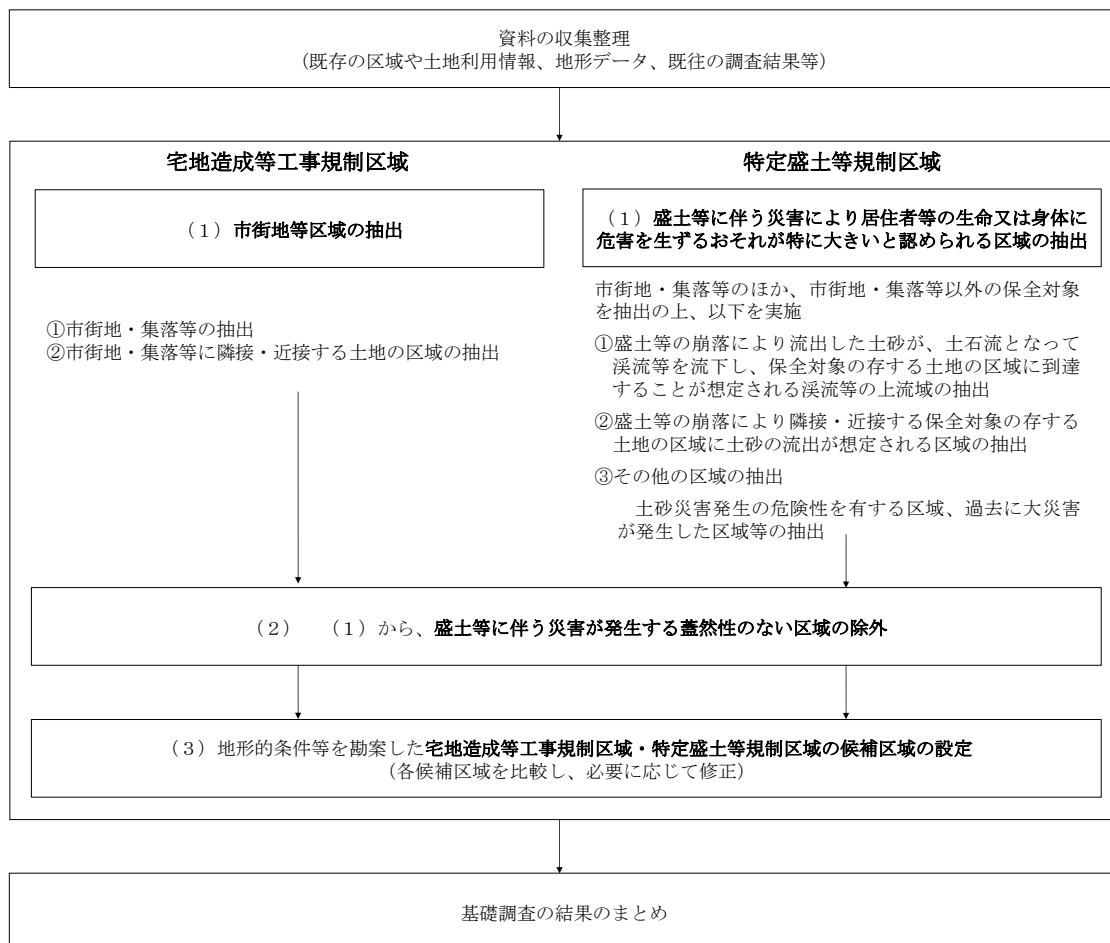 資料の収集整理
(既存の区域や土地利用情報、地形データ、既往の調査結果等)
宅地造成等工事規制区域
（１）市街地等区域の抽出
①市街地・集落等の抽出
②市街地・集落等に隣接・近接する土地の区域の抽出
特定盛土等規制区域
（１）盛土等に伴う災害により居住者等の生命又は身体に
危害を生ずるおそれが特に大きいと認められる区域の抽出
市街地・集落等のほか、市街地・集落等以外の保全対象
を抽出の上、以下を実施
①盛土等の崩落により流出した土砂が、土石流となって
渓流等を流下し、保全対象の存する土地の区域に到達
することが想定される渓流等の上流域の抽出
②盛土等の崩落により隣接・近接する保全対象の存する
土地の区域に土砂の流出が想定される区域の抽出
③その他の区域の抽出
土砂災害発生の危険性を有する区域、過去に大災害
が発生した区域等の抽出
（２）　（１）から、盛土等に伴う災害が発生する蓋然性のない区域の除外
（３）地形的条件等を勘案した宅地造成等工事規制区域・特定盛土等規制区域の候補区域の設定
(各候補区域を比較し、必要に応じて修正)
基礎調査の結果のまとめ